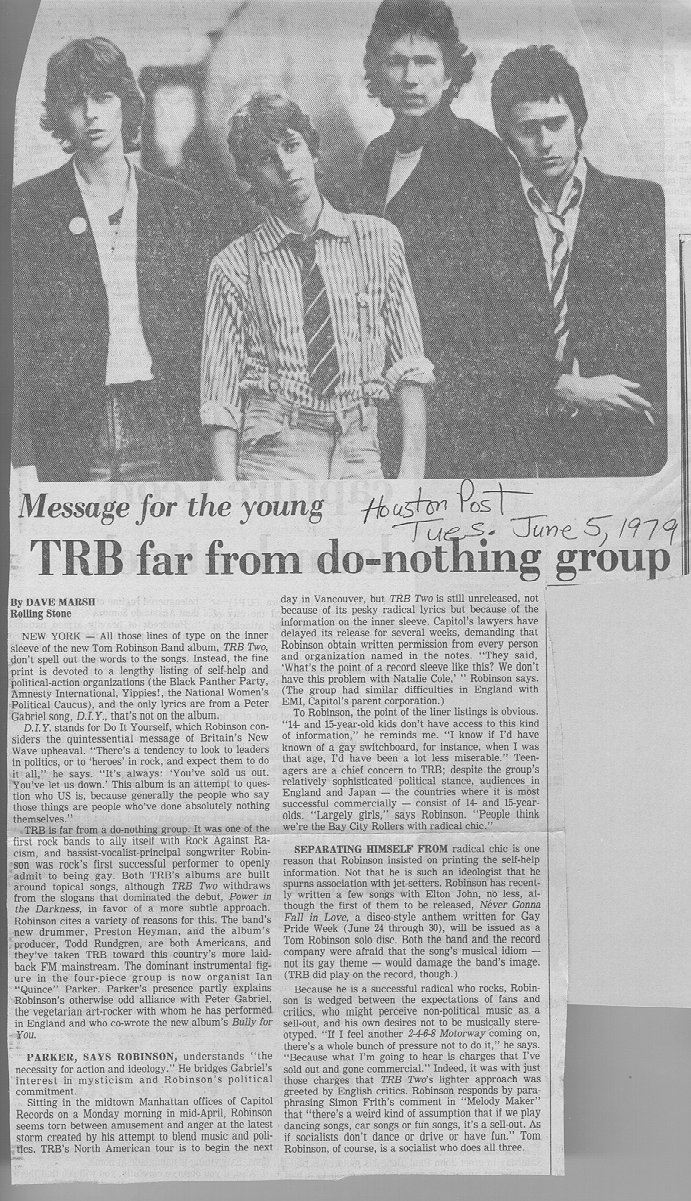 Message for the young
Houston Post
Tues. June 5, 1979
TRB far from do-nothing group
By DAVE MARSH
Rolling Stone
NEW YORK — All those lines of type on the inner
sleeve of the new Tom Robinson Band album, TRB Two,
don't spell out the words to the songs. Instead, the fine
print is devoted to a lengthy listing of self-help and
political-action organizations (the Black Panther Party,
Amnesty International, Yippies!, the National Women's
Political Caucus), and the only lyrics are from a Peter
Gabriel song, D.I.Y., that's not on the album.
D.I.Y. stands for Do It Yourself, which Robinson con-
siders the quintessential message of Britain's New
Wave upheaval. "There's a tendency to look to leaders
in politics, or to 'heroes' in rock, and expect them to do
it all," he says. "It's always: 'You've sold us out.
You've let us down.' This album is an attempt to ques-
tion who US is, because generally the people who say
those things are people who've done absolutely nothing
themselves."
TRB is far from a do-nothing group. It was one of the
first rock bands to ally itself with Rock Against Ra-
cism, and bassist-vocalist-principal songwriter Robin-
son was rock's first successful performer to openly
admit to being gay. Both TRB's albums are built
around topical songs, although TRB Two withdraws
from the slogans that dominated the debut, Power in
the Darkness, in favor of a more subtle approach.
Robinson cites a variety of reasons for this. The band's
new drummer, Preston Heyman, and the album's
producer, Todd Rundgren, are both Americans, and
they've taken TRB toward this country's more laid-
back FM mainstream. The dominant instrumental fig-
ure in the four-piece group is now organist Ian
"Quince" Parker. Parker's presence partly explains
Robinson's otherwise odd alliance with Peter Gabriel,
the vegetarian art-rocker with whom he has performed
in England and who co-wrote the new album's Bully for
You.
PARKER, SAYS ROBINSON, understands "the
necessity for action and ideology." He bridges Gabriel's
interest in mysticism and Robinson's political
commitment.
Sitting in the midtown Manhattan offices of Capitol
Records on a Monday morning in mid-April, Robinson
seems torn between amusement and anger at the latest
storm created by his attempt to blend music and poli-
tics. TRB's North American tour is to begin the next
day in Vancouver, but TRB Two is still unreleased, not
because of its pesky radical lyrics but because of the
information on the inner sleeve. Capitol's lawyers have
delayed its release for several weeks, demanding that
Robinson obtain written permission from every person
and organization named in the notes. "They said,
'What's the point of a record sleeve like this? We don't
have this problem with Natalie Cole,' " Robinson says.
(The group had similar difficulties in England with
EMI, Capitol's parent corporation.)
To Robinson, the point of the liner listings is obvious.
"14- and 15-year-old kids don't have access to this kind
of information," he reminds me. "I know if I'd have
known of a gay switchboard, for instance, when I was
that age, I'd have been a lot less miserable." Teen-
agers are a chief concern to TRB; despite the group's
relatively sophisticated political stance, audiences in
England and Japan — the countries where it is most
successful commercially — consist of 14- and 15-year-
olds. "Largely girls," says Robinson. "People think
we're the Bay City Rollers with radical chic."
SEPARATING HIMSELF FROM radical chic is one
reason that Robinson insisted on printing the self-help
information. Not that he is such an ideologist that he
spurns association with jet-setters. Robinson has recent-
ly written a few songs with Elton John, no less, al-
though the first of them to be released, Never Gonna
Fall in Love, a disco-style anthem written for Gay
Pride Week (June 24 through 30), will be issued as a
Tom Robinson solo disc. Both the band and the record
company were afraid that the song's musical idiom —
not its gay theme — would damage the band's image.
(TRB did play on the record, though.)
Because he is a successful radical who rocks, Robin-
son is wedged between the expectations of fans and
critics, who might perceive non-political music as a
sell-out, and his own desires not to be musically stere-
otyped. "If I feel another 2-4-6-8 Motorway coming on,
there's a whole bunch of pressure not to do it," he says.
"Because what I'm going to hear is charges that I've
sold out and gone commercial." Indeed, it was with just
those charges that TRB Two's lighter approach was
greeted by English critics. Robinson responds by para-
phrasing Simon Frith's comment in "Melody Maker"
that "there's a weird kind of assumption that if we play
dancing songs, car songs or fun songs, it's a sell-out. As
if socialists don't dance or drive or have fun." Tom
Robinson, of course, is a socialist who does all three.